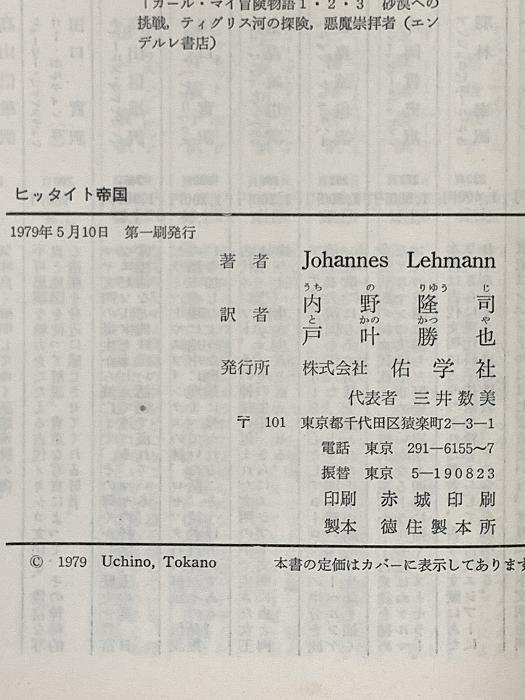 「カール・マイ冒険物語1・2・3　砂漠への
挑戦，ティグリス河の探険，悪魔崇拝者（エン
デルレ書店）
ヒッタイト帝国
1979年5月10日　第一刷発行
著者　Johannes Lehmann
うち　の　りゆう　じ
訳者　内野隆司
と　かの　かつ　や
戸叶勝也
発行所　株式会社　佑学社
代表者　三井数美
〒 101　東京都千代田区猿楽町2―3―1
電話　東京　291―6155〜7
振替　東京　5―190823
印刷　赤城印刷
製本　徳住製本所
© 1979 Uchino, Tokano　本書の定価はカバーに表示してあります